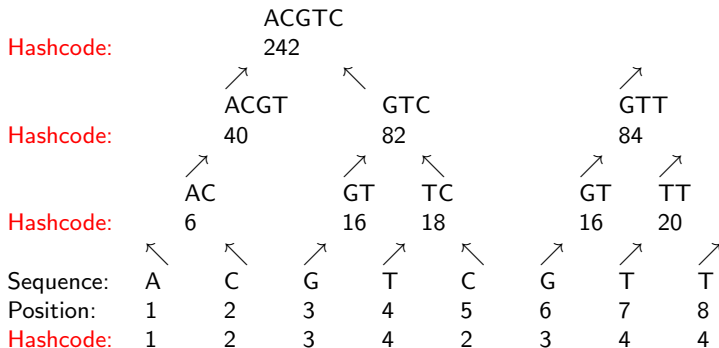 ACGTC
Hashcode: 242
ACGT GTC GTT
Hashcode: 40 82 84
AC GT TC GT TT
Hashcode: 6 16 18 16 20
Sequence: A C G T C G T T
Position: 1 2 3 4 5 6 7 8
Hashcode: 1 2 3 4 2 3 4 4